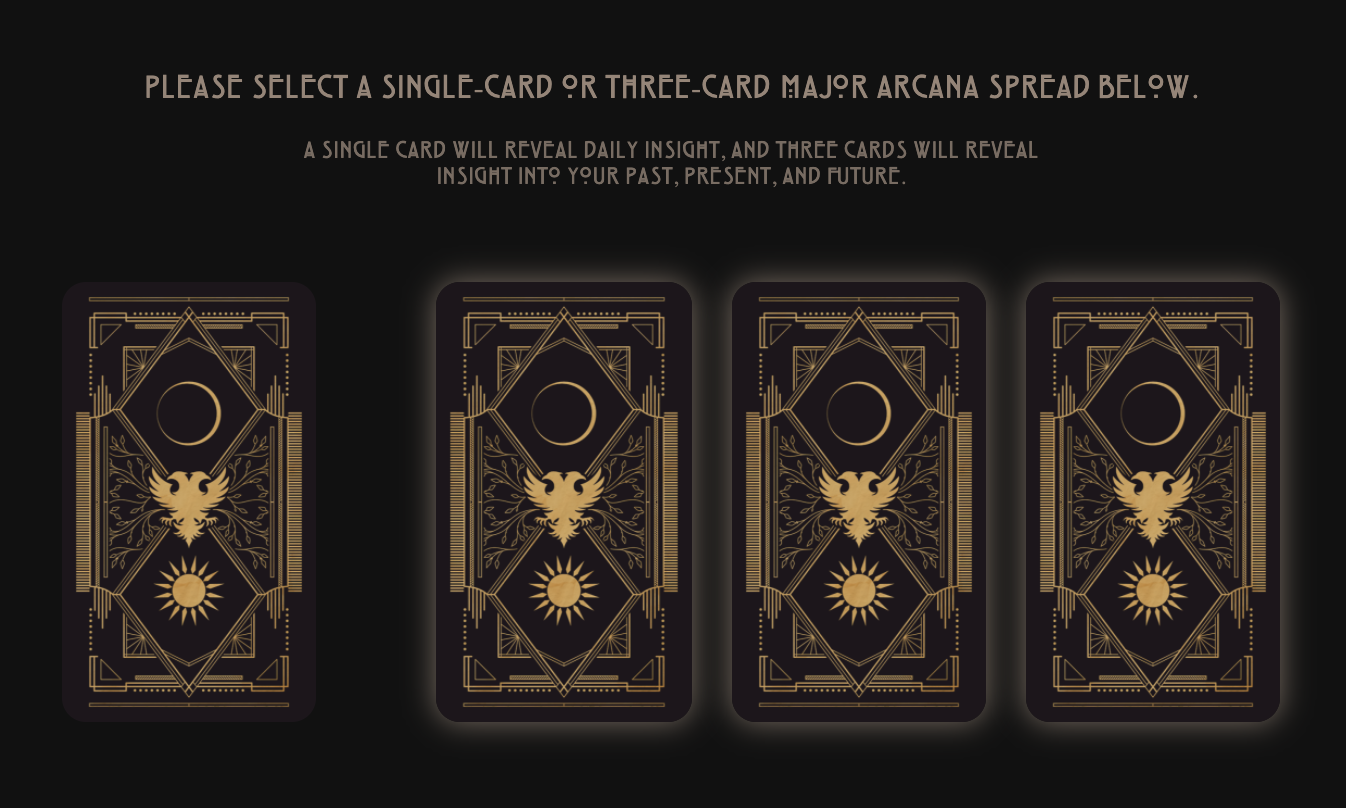 PLEASE SELECT A SINGLE-CARD OR THREE-CARD MAJOR ARCANA SPREAD BELOW.
A SINGLE CARD WILL REVEAL DAILY INSIGHT, AND THREE CARDS WILL REVEAL
INSIGHT INTO YOUR PAST, PRESENT, AND FUTURE.